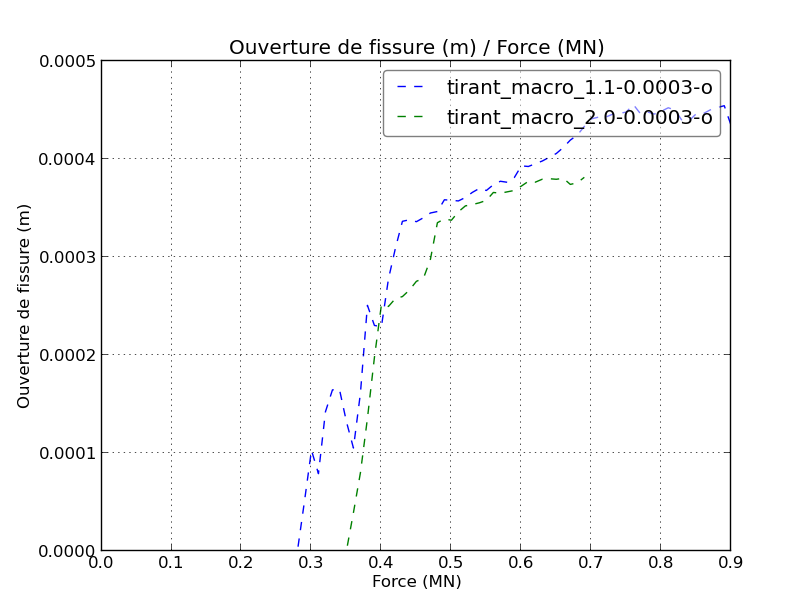 Ouverture de fissure (m) / Force (MN)
tirant_macro_1.1-0.0003-o
tirant_macro_2.0-0.0003-o
Ouverture de fissure (m)
0.0005
0.0004
0.0003
0.0002
0.0001
0.0000
0.0 0.1 0.2 0.3 0.4 0.5 0.6 0.7 0.8 0.9
Force (MN)